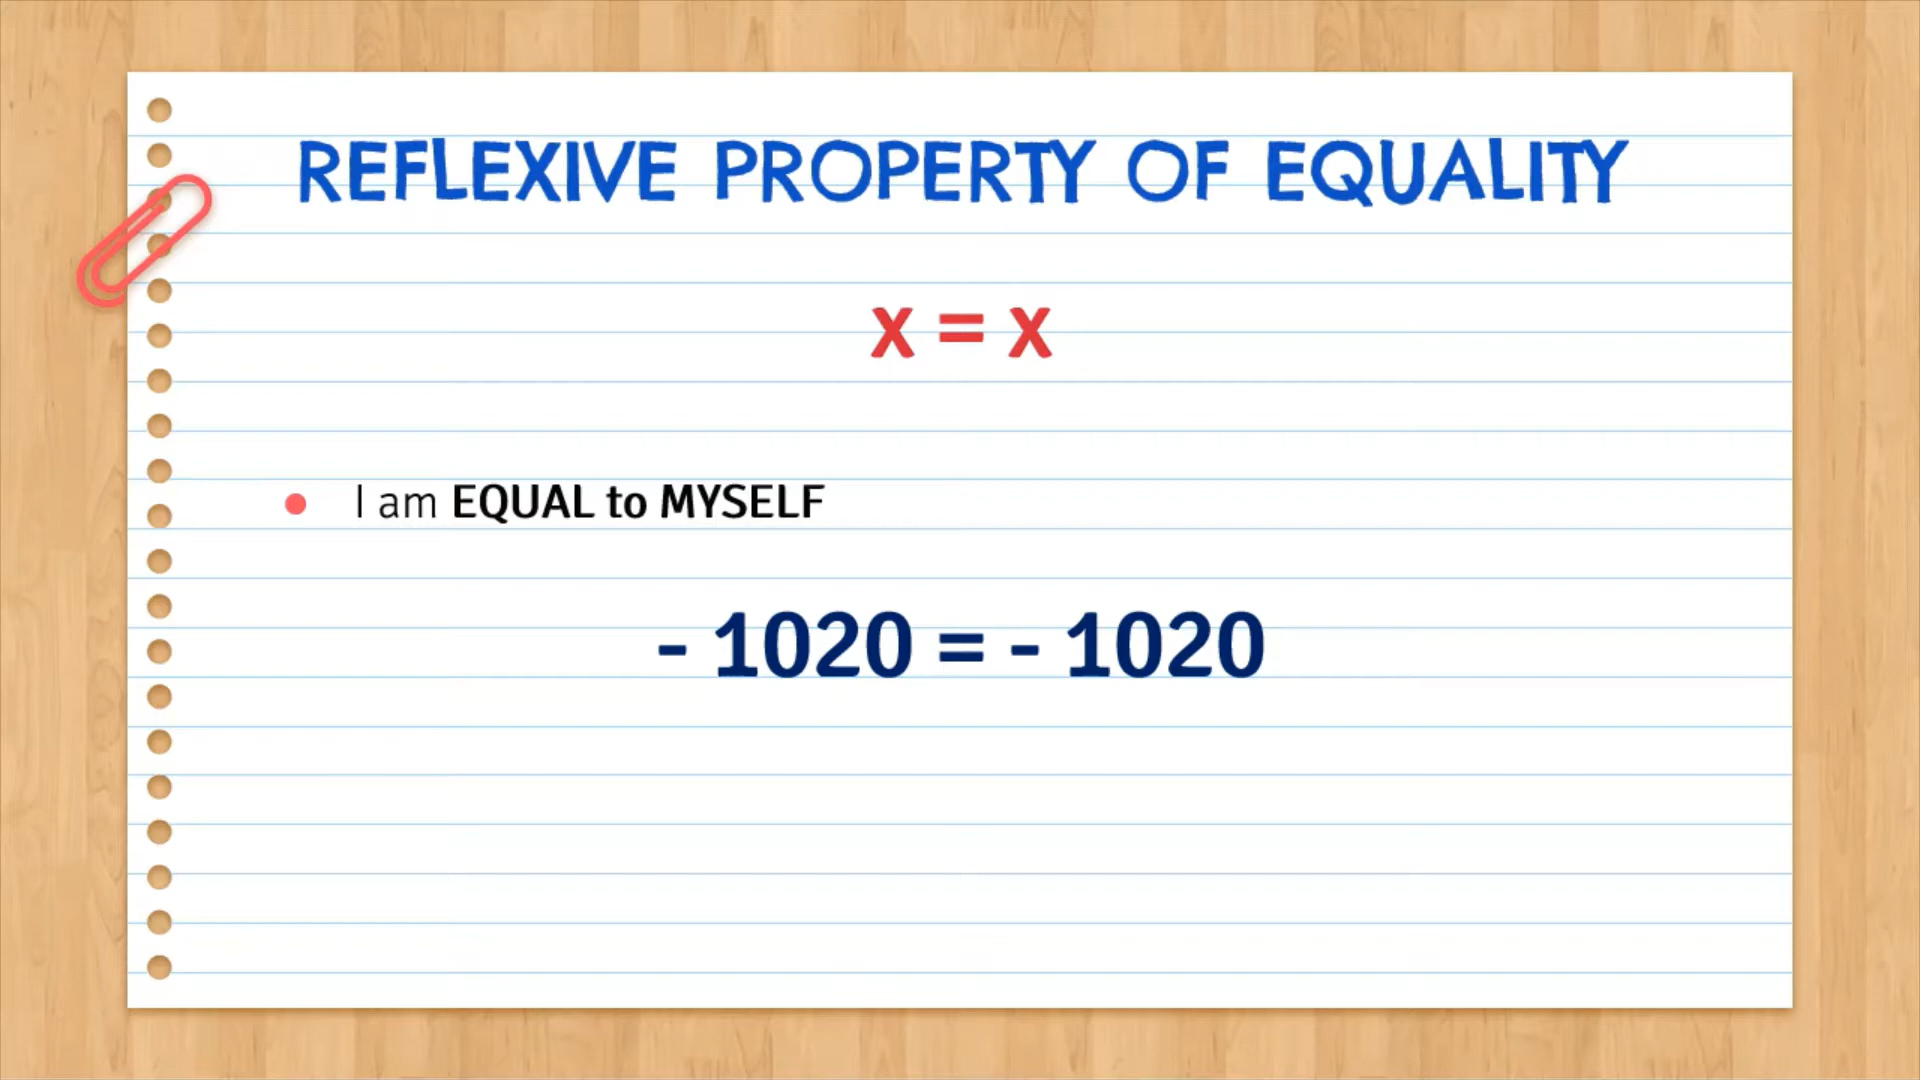 REFLEXIVE PROPERTY OF EQUALITY
x = x
I am EQUAL to MYSELF
- 1020 = - 1020